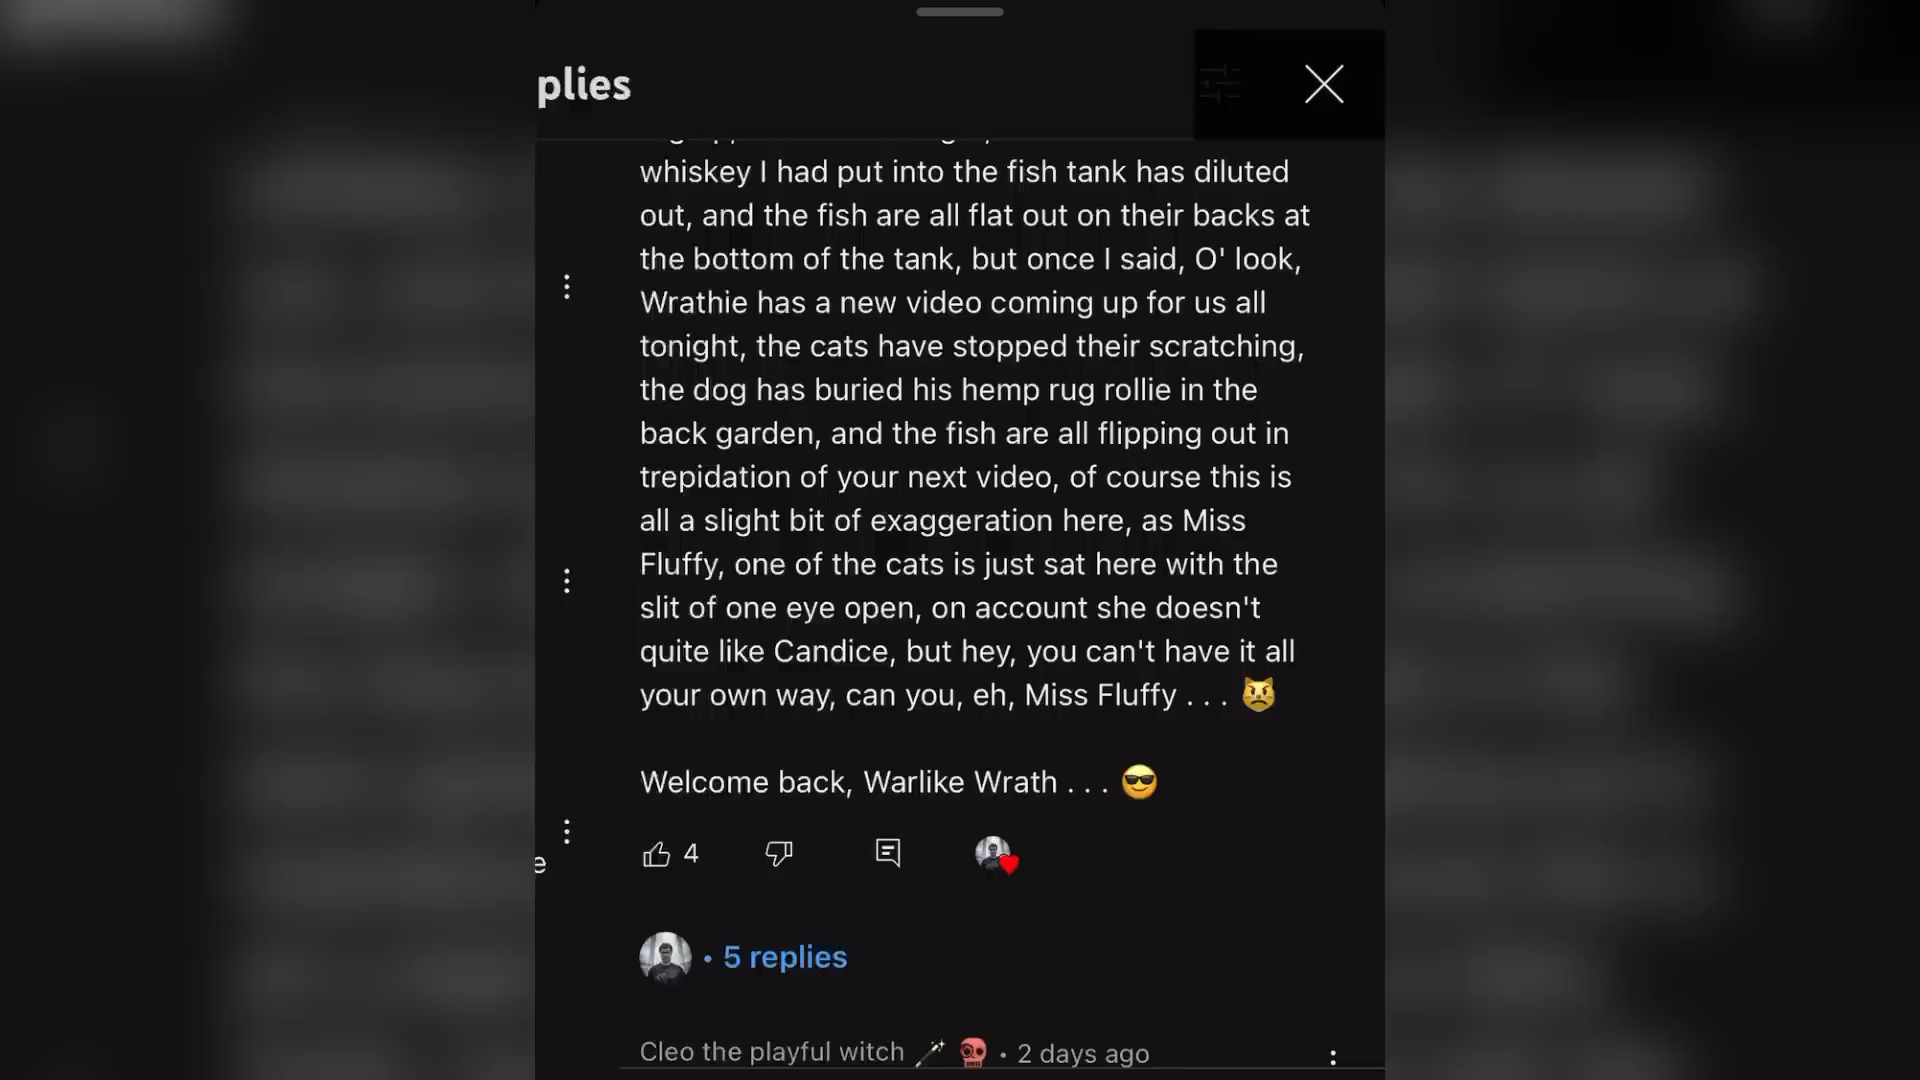 plies
whiskey I had put into the fish tank has diluted
out, and the fish are all flat out on their backs at
the bottom of the tank, but once I said, O' look,
Wrathie has a new video coming up for us all
tonight, the cats have stopped their scratching,
the dog has buried his hemp rug rollie in the
back garden, and the fish are all flipping out in
trepidation of your next video, of course this is
all a slight bit of exaggeration here, as Miss
Fluffy, one of the cats is just sat here with the
slit of one eye open, on account she doesn't
quite like Candice, but hey, you can't have it all
your own way, can you, eh, Miss Fluffy . . . 😾
Welcome back, Warlike Wrath . . . 😎
e
4
• 5 replies
Cleo the playful witch 🪄 💀 • 2 days ago